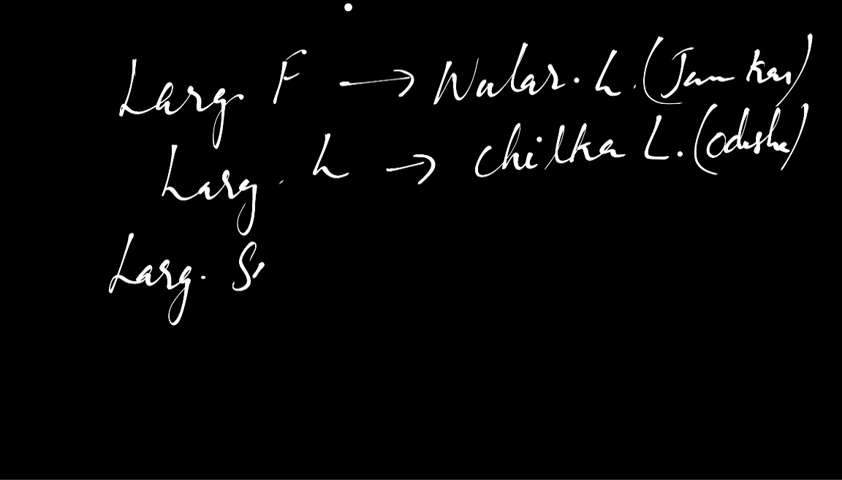 Larg. F → Wular. L. (Jam Kas)
Larg. L → Chilka L. (Odisha)
Larg. S